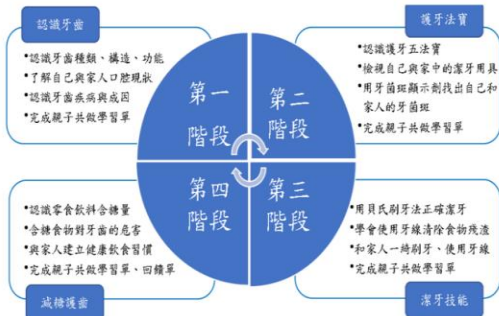 認識牙齒
•認識牙齒種類、構造、功能
•了解自己與家人口腔現狀
•認識牙齒疾病與成因
•完成親子共做學習單
護牙法寶
•認識護牙五法寶
•檢視自己與家中的潔牙用具
•用牙菌斑顯示劑找出自己和
家人的牙菌斑
•完成親子共做學習單
第一
階段
第二
階段
第四
階段
第三
階段
•認識零食飲料含糖量
•含糖食物對牙齒的危害
•與家人建立健康飲食習慣
•完成親子共做學習單、回饋單
減糖護齒
•用貝氏刷牙法正確潔牙
•學會使用牙線清除食物殘渣
•和家人一綺刷牙、使用牙線
•完成親子共做學習單
潔牙技能